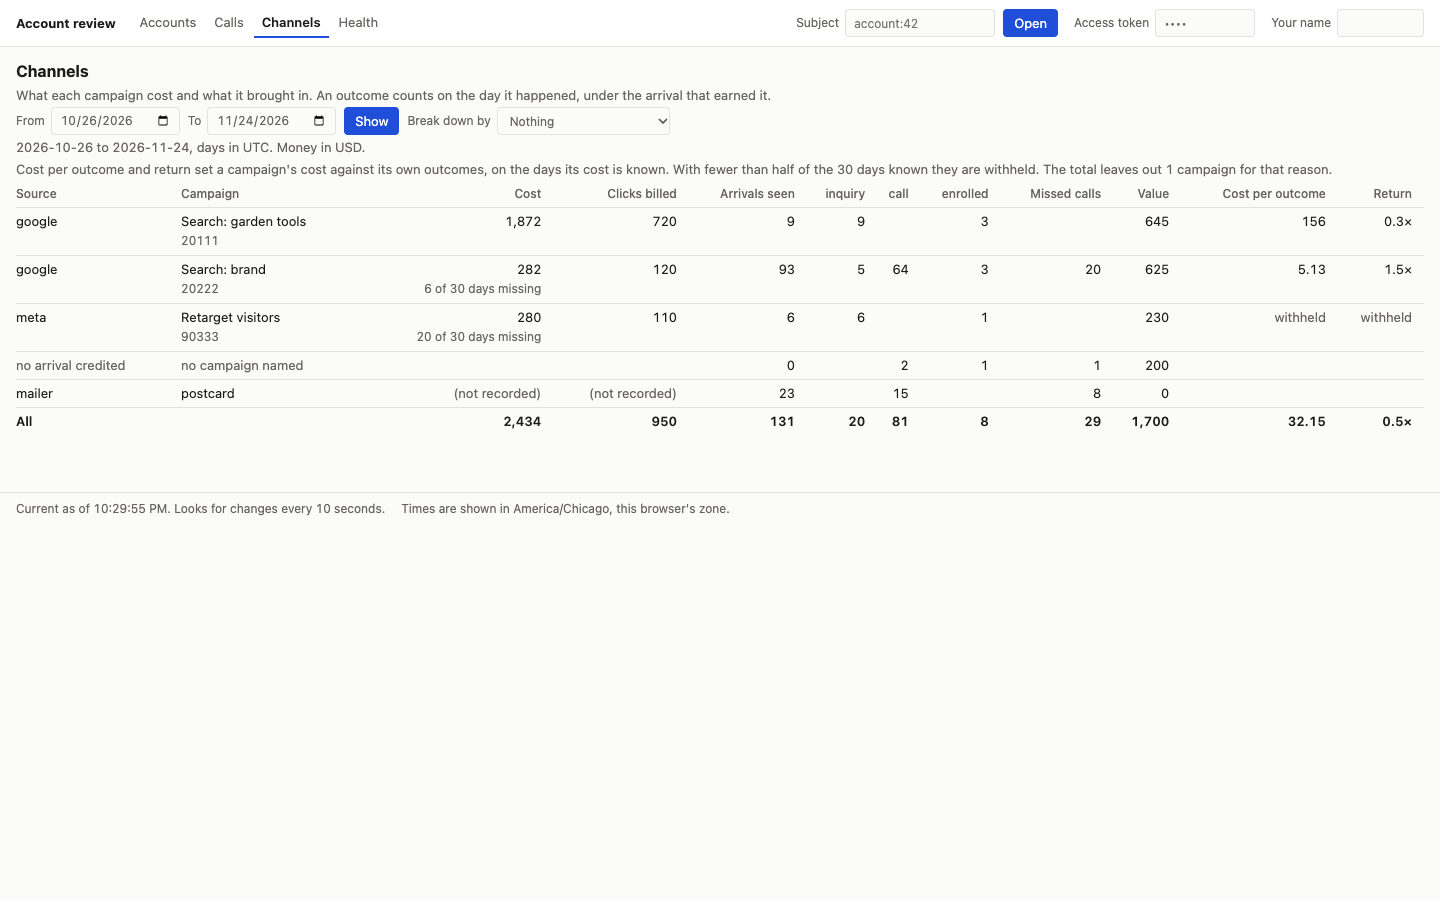 Account review Accounts Calls Channels Health Subject account:42 Open Access token •••• Your name
Channels
What each campaign cost and what it brought in. An outcome counts on the day it happened, under the arrival that earned it.
From 10/26/2026 To 11/24/2026 Show Break down by Nothing
2026-10-26 to 2026-11-24, days in UTC. Money in USD.
Cost per outcome and return set a campaign's cost against its own outcomes, on the days its cost is known. With fewer than half of the 30 days known they are withheld. The total leaves out 1 campaign for that reason.
Source Campaign Cost Clicks billed Arrivals seen inquiry call enrolled Missed calls Value Cost per outcome Return
google Search: garden tools 1,872 720 9 9 3 645 156 0.3×
20111
google Search: brand 282 120 93 5 64 3 20 625 5.13 1.5×
20222 6 of 30 days missing
meta Retarget visitors 280 110 6 6 1 230 withheld withheld
90333 20 of 30 days missing
no arrival credited no campaign named 0 2 1 1 200
mailer postcard (not recorded) (not recorded) 23 15 8 0
All 2,434 950 131 20 81 8 29 1,700 32.15 0.5×
Current as of 10:29:55 PM. Looks for changes every 10 seconds. Times are shown in America/Chicago, this browser's zone.